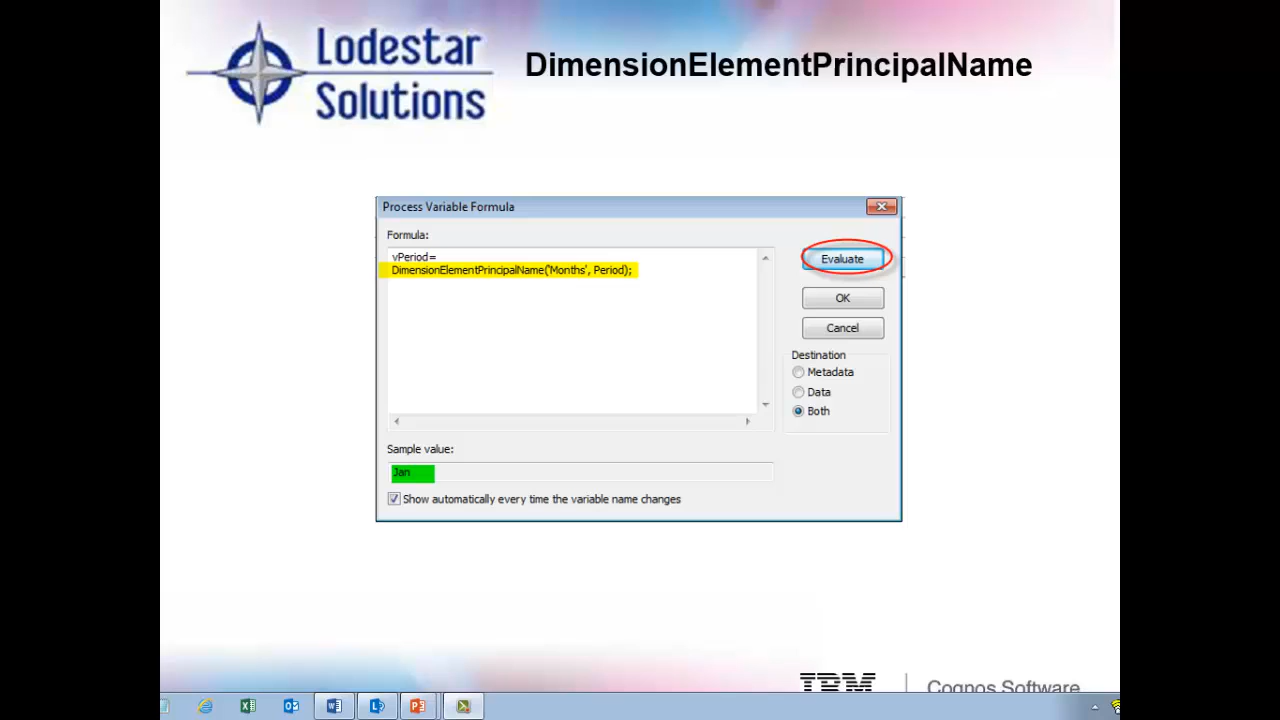 Lodestar
Solutions
DimensionElementPrincipalName
Process Variable Formula
Formula:
vPeriod=
DimensionElementPrincipalName('Months', Period);
Evaluate
OK
Cancel
Destination
Metadata
Data
Both
Sample value:
Jan
Show automatically every time the variable name changes
IBM
Cognos Software